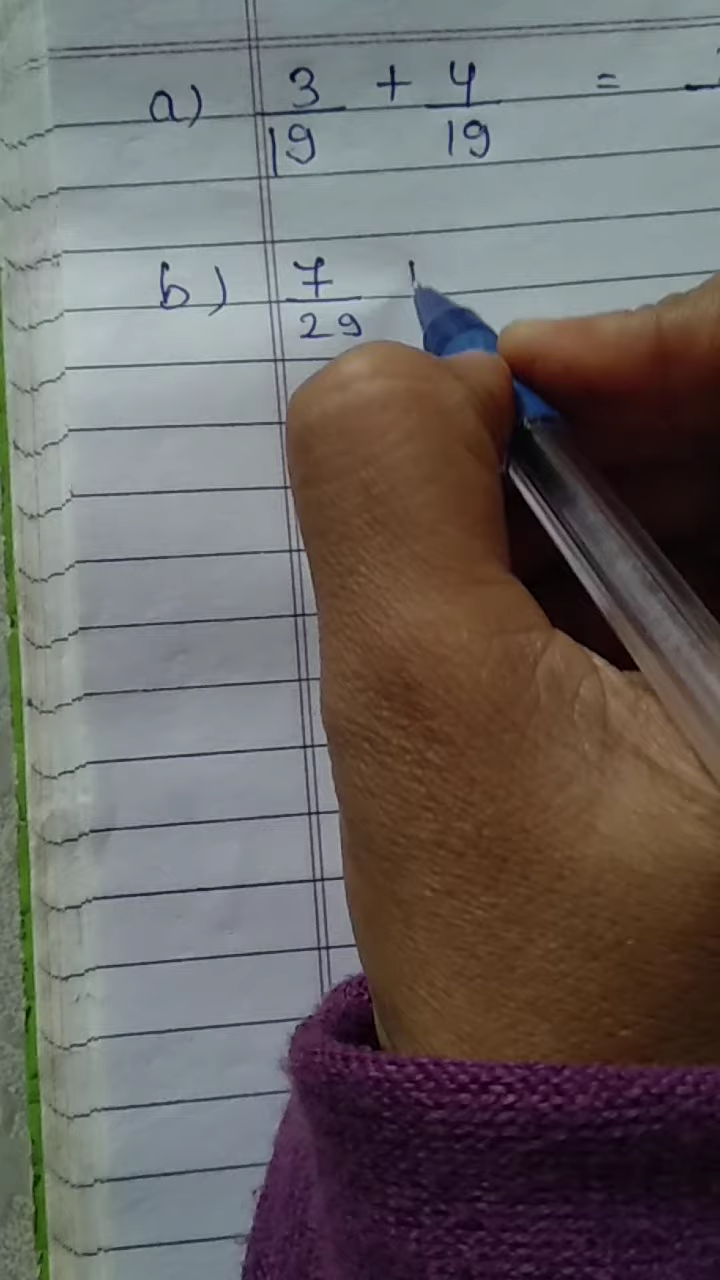 a) 3/19 + 4/19 =
b) 7/29